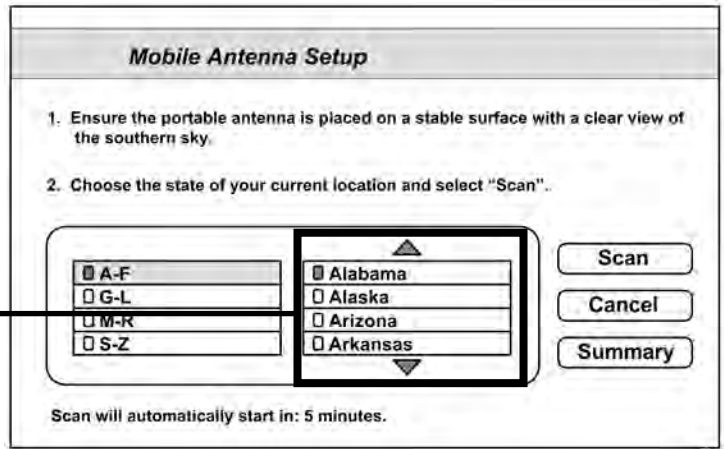 Mobile Antenna Setup
1. Ensure the portable antenna is placed on a stable surface with a clear view of
the southern sky.
2. Choose the state of your current location and select “Scan”.
A-F
G-L
M-R
S-Z
Alabama
Alaska
Arizona
Arkansas
Scan
Cancel
Summary
Scan will automatically start in: 5 minutes.